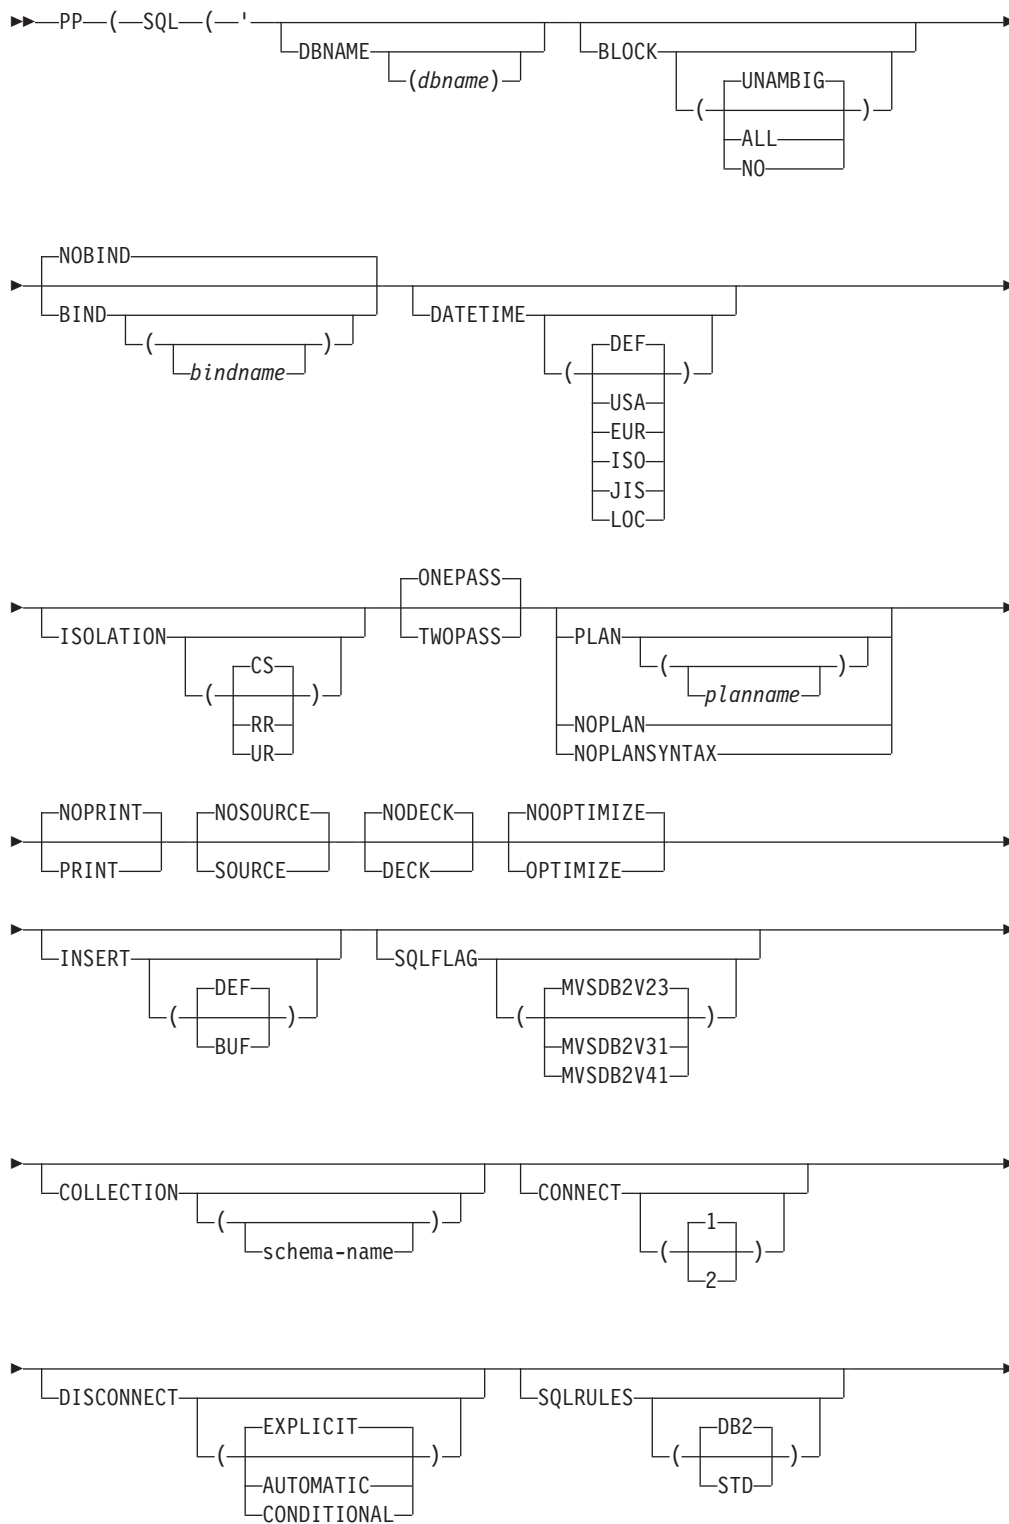 PP ( SQL ( '
DBNAME
(dbname)
BLOCK
UNAMBIG
( )
ALL
NO
NOBIND
BIND
( )
bindname
DATETIME
DEF
( )
USA
EUR
ISO
JIS
LOC
ISOLATION
CS
( )
RR
UR
ONEPASS
TWOPASS
PLAN
( )
planname
NOPLAN
NOPLANSYNTAX
NOPRINT
PRINT
NOSOURCE
SOURCE
NODECK
DECK
NOOPTIMIZE
OPTIMIZE
INSERT
DEF
( )
BUF
SQLFLAG
MVSDB2V23
( )
MVSDB2V31
MVSDB2V41
COLLECTION
( )
schema-name
CONNECT
1
( )
2
DISCONNECT
EXPLICIT
( )
AUTOMATIC
CONDITIONAL
SQLRULES
DB2
( )
STD